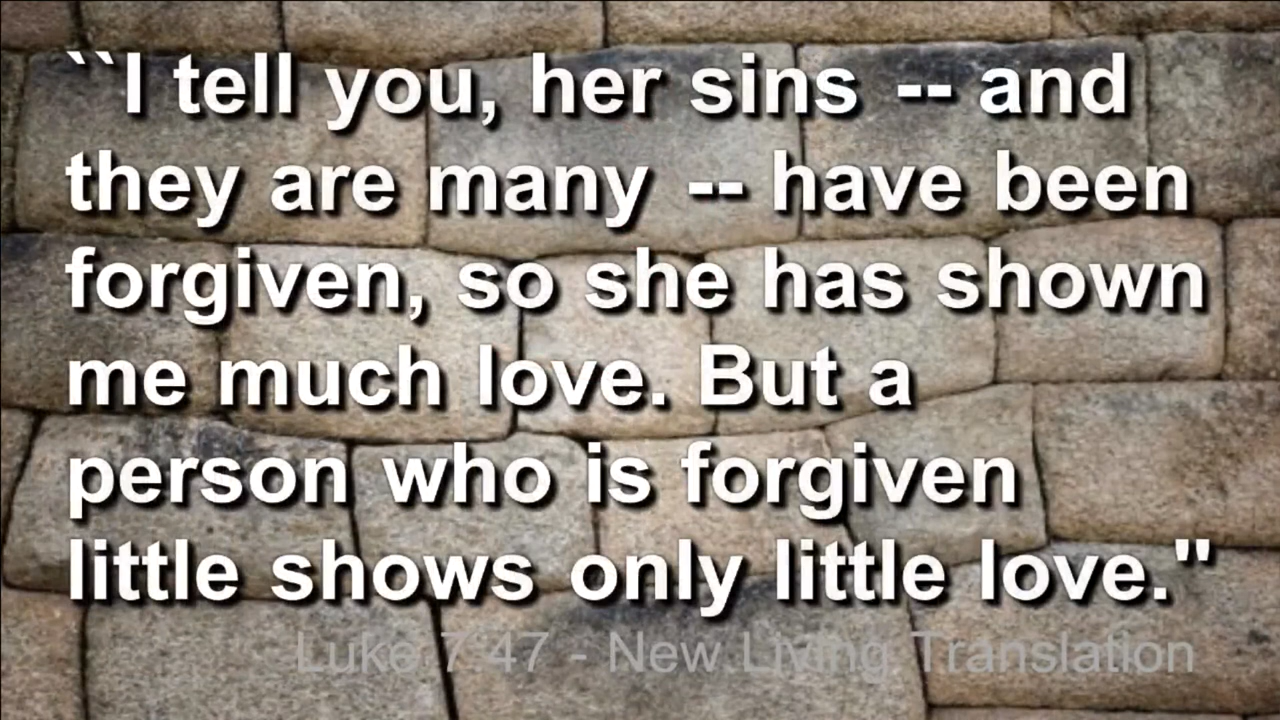 ``I tell you, her sins -- and
they are many -- have been
forgiven, so she has shown
me much love. But a
person who is forgiven
little shows only little love."
Luke 7:47 - New Living Translation